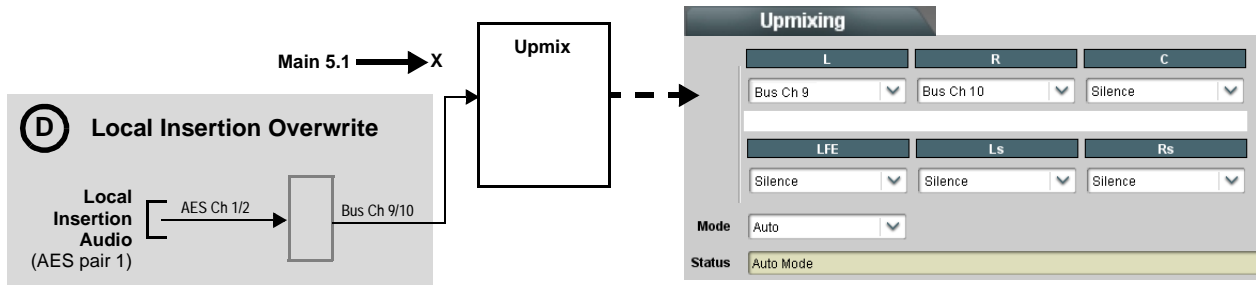 Main 5.1 X
Upmix
D Local Insertion Overwrite
Local
Insertion
Audio
(AES pair 1)
AES Ch 1/2
Bus Ch 9/10
Upmixing
L R C
Bus Ch 9 Bus Ch 10 Silence
LFE Ls Rs
Silence Silence Silence
Mode Auto
Status Auto Mode